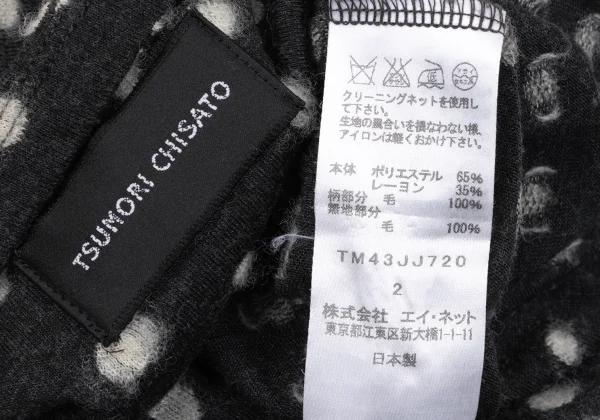 TSUMORI CHISATO
クリーニングネットを使用し
て下さい。
生地の風合いを損なわない様、
アイロンは軽くおかけ下さい。
本体 ポリエステル 65%
レーヨン 35%
柄部分 毛 100%
無地部分
毛 100%
TM43JJ720
2
株式会社 エイ・ネット
東京都江東区新大橋1-1-11
日本製